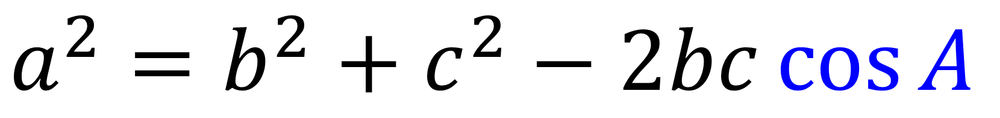 a² = b² + c² − 2bc cos A